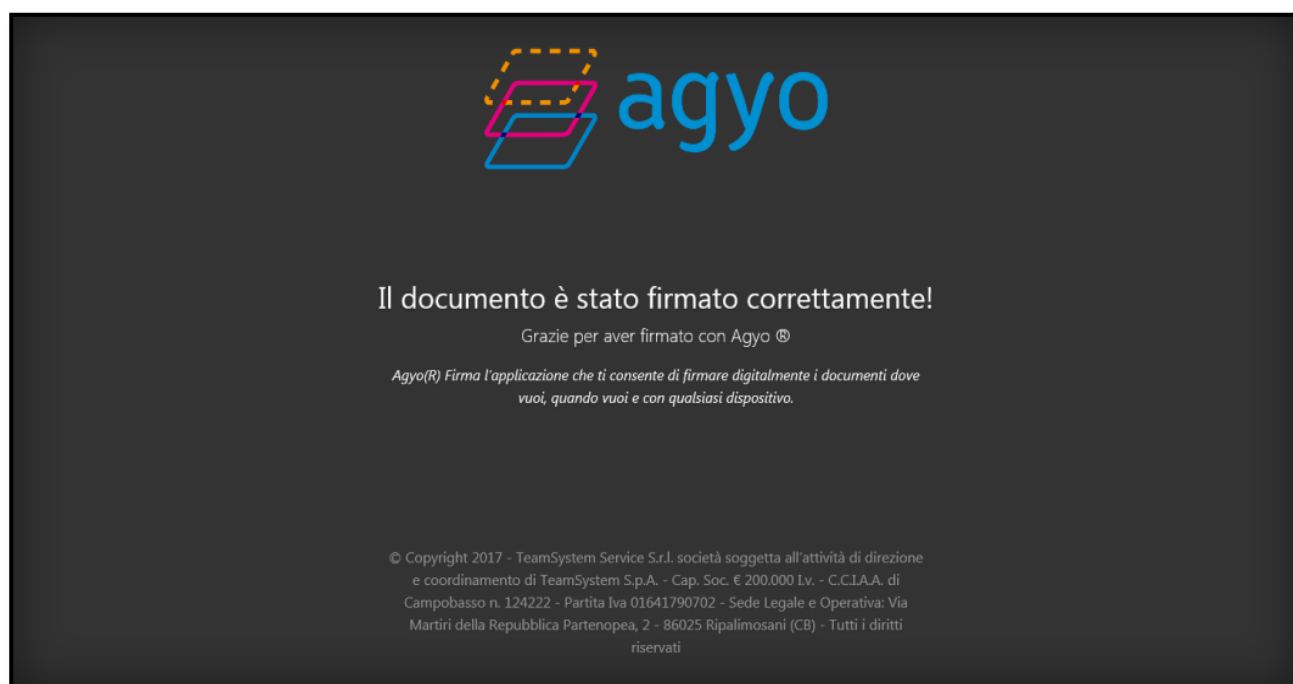 agyo
Il documento è stato firmato correttamente!
Grazie per aver firmato con Agyo ®
Agyo(R) Firma l'applicazione che ti consente di firmare digitalmente i documenti dove
vuoi, quando vuoi e con qualsiasi dispositivo.
© Copyright 2017 - TeamSystem Service S.r.l. società soggetta all'attività di direzione
e coordinamento di TeamSystem S.p.A. - Cap. Soc. € 200.000 I.v. - C.C.I.A.A. di
Campobasso n. 124222 - Partita Iva 01641790702 - Sede Legale e Operativa: Via
Martiri della Repubblica Partenopea, 2 - 86025 Ripalimosani (CB) - Tutti i diritti
riservati